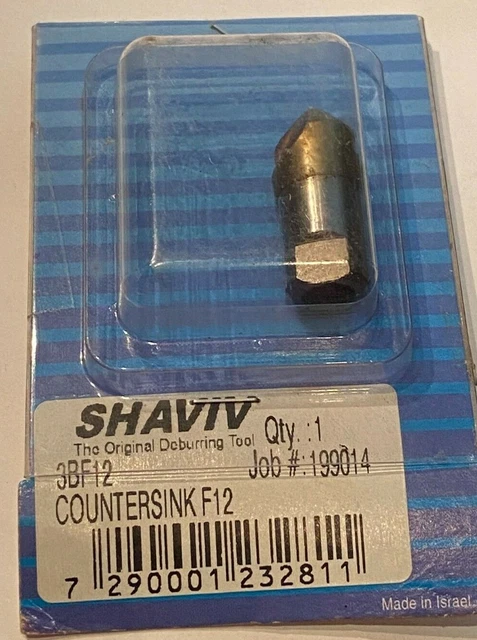 SHAVIV
The Original Deburring Tool
Qty. :1
3BF12
Job #:199014
COUNTERSINK F12
7 290001 232811
Made in Israel